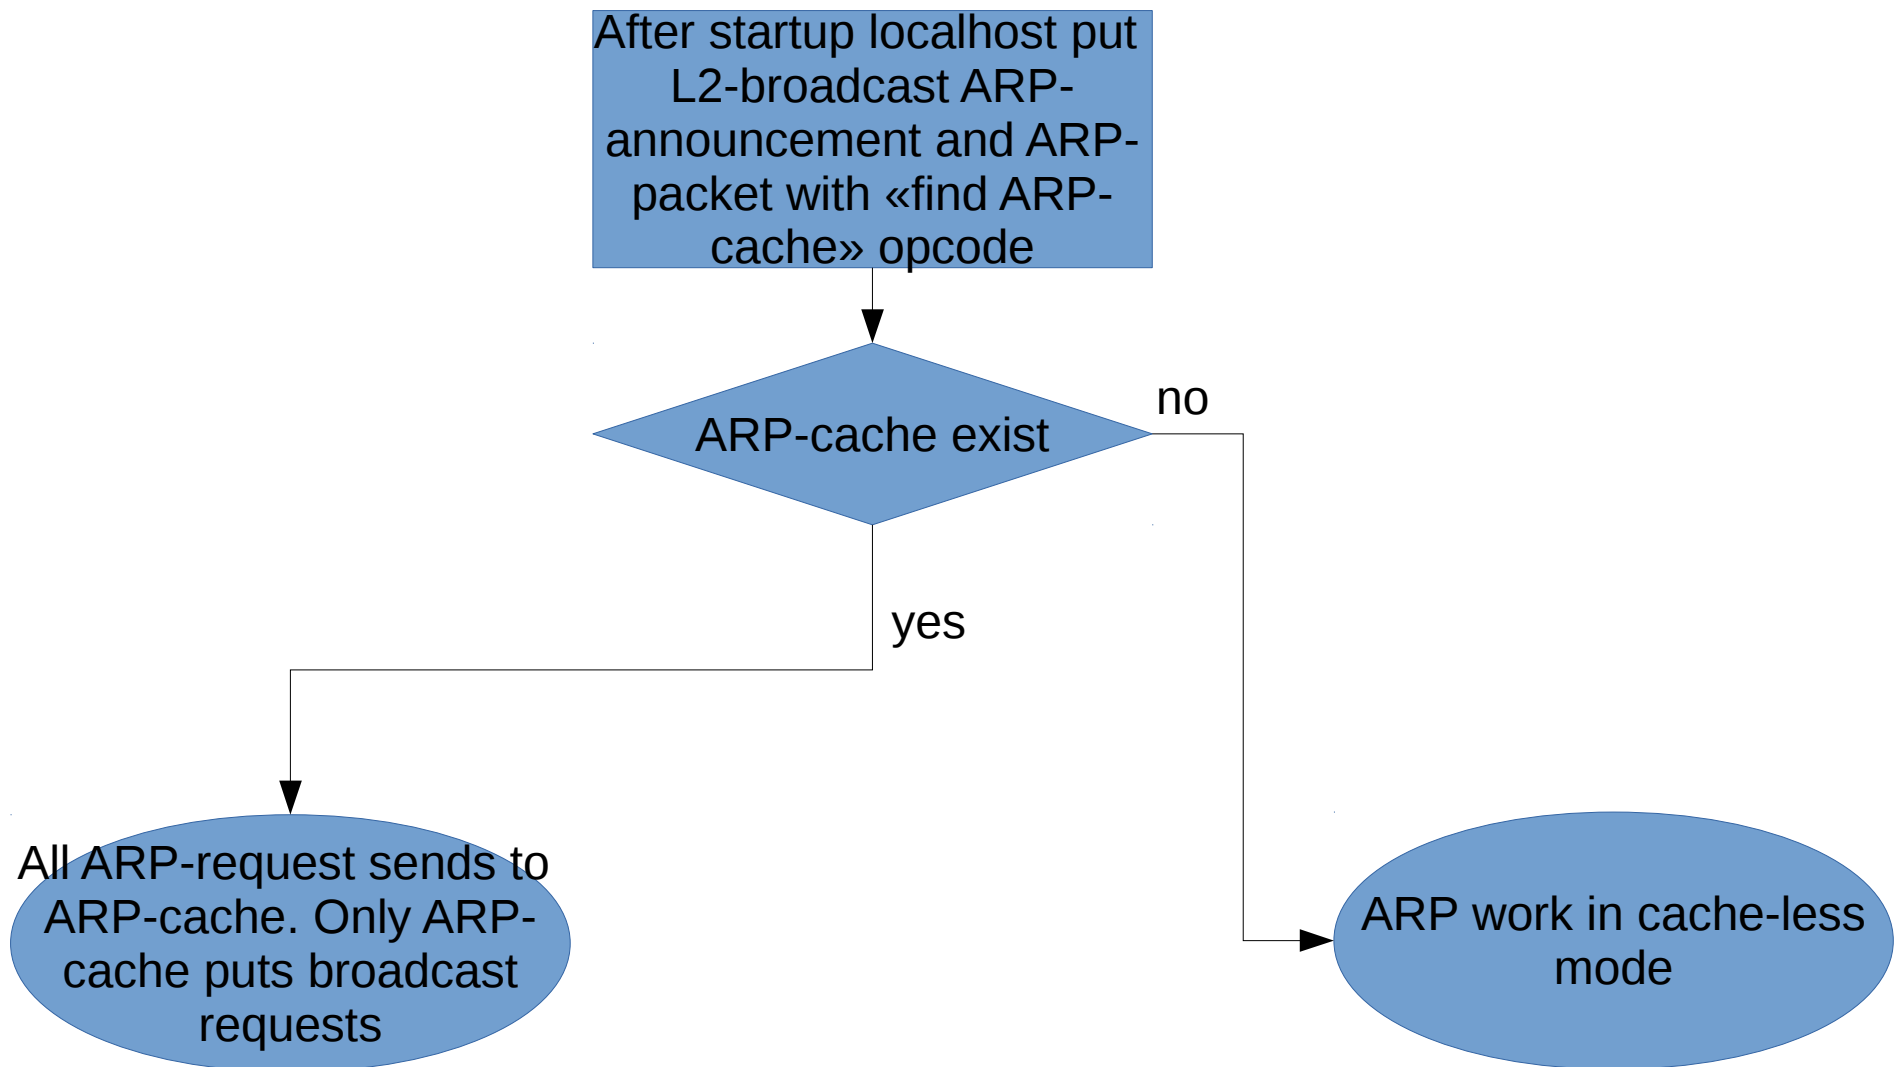 After startup localhost put
L2-broadcast ARP-
announcement and ARP-
packet with «find ARP-
cache» opcode
no
ARP-cache exist
yes
All ARP-request sends to
ARP-cache. Only ARP-
cache puts broadcast
requests
ARP work in cache-less
mode